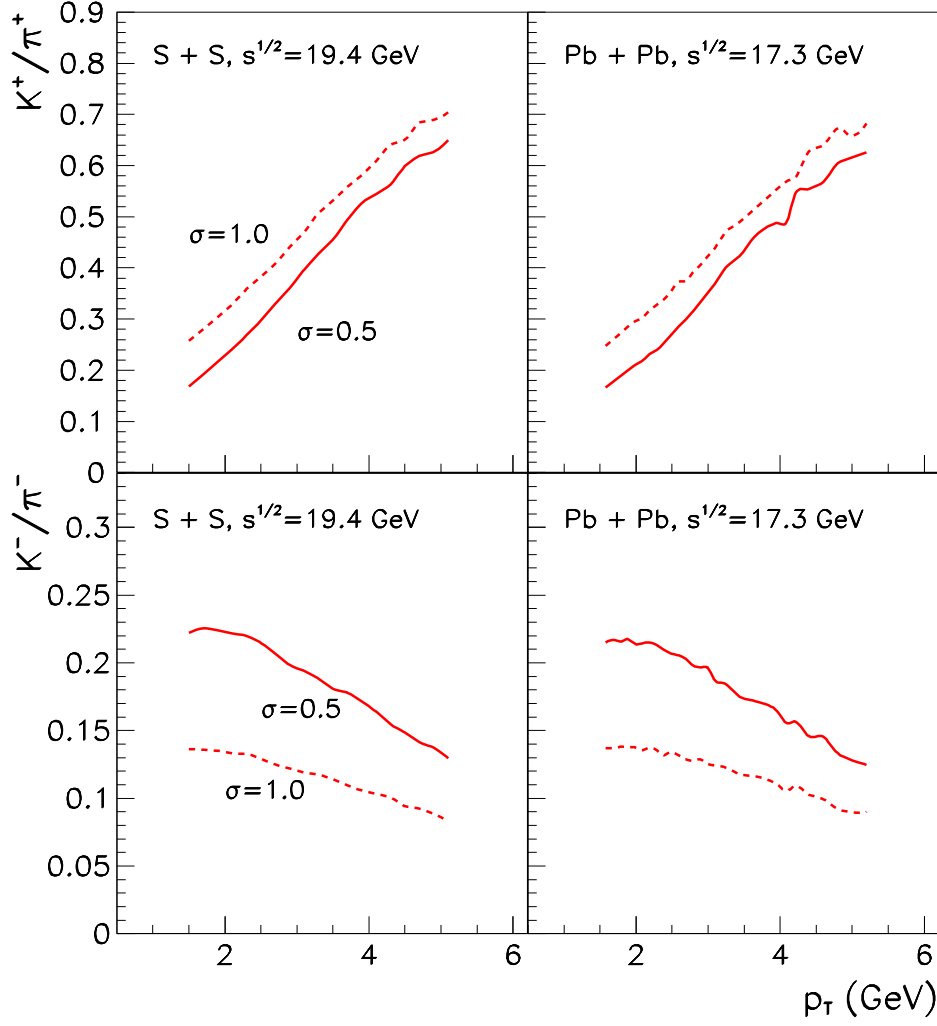 K⁺/π⁺
0.9
0.8
0.7
0.6
0.5
0.4
0.3
0.2
0.1
0
S + S, s^1/2=19.4 GeV
σ=1.0
σ=0.5
Pb + Pb, s^1/2=17.3 GeV
K⁻/π⁻
0.3
0.25
0.2
0.15
0.1
0.05
0
S + S, s^1/2=19.4 GeV
σ=0.5
σ=1.0
Pb + Pb, s^1/2=17.3 GeV
2 4 6 2 4 6
p_T (GeV)